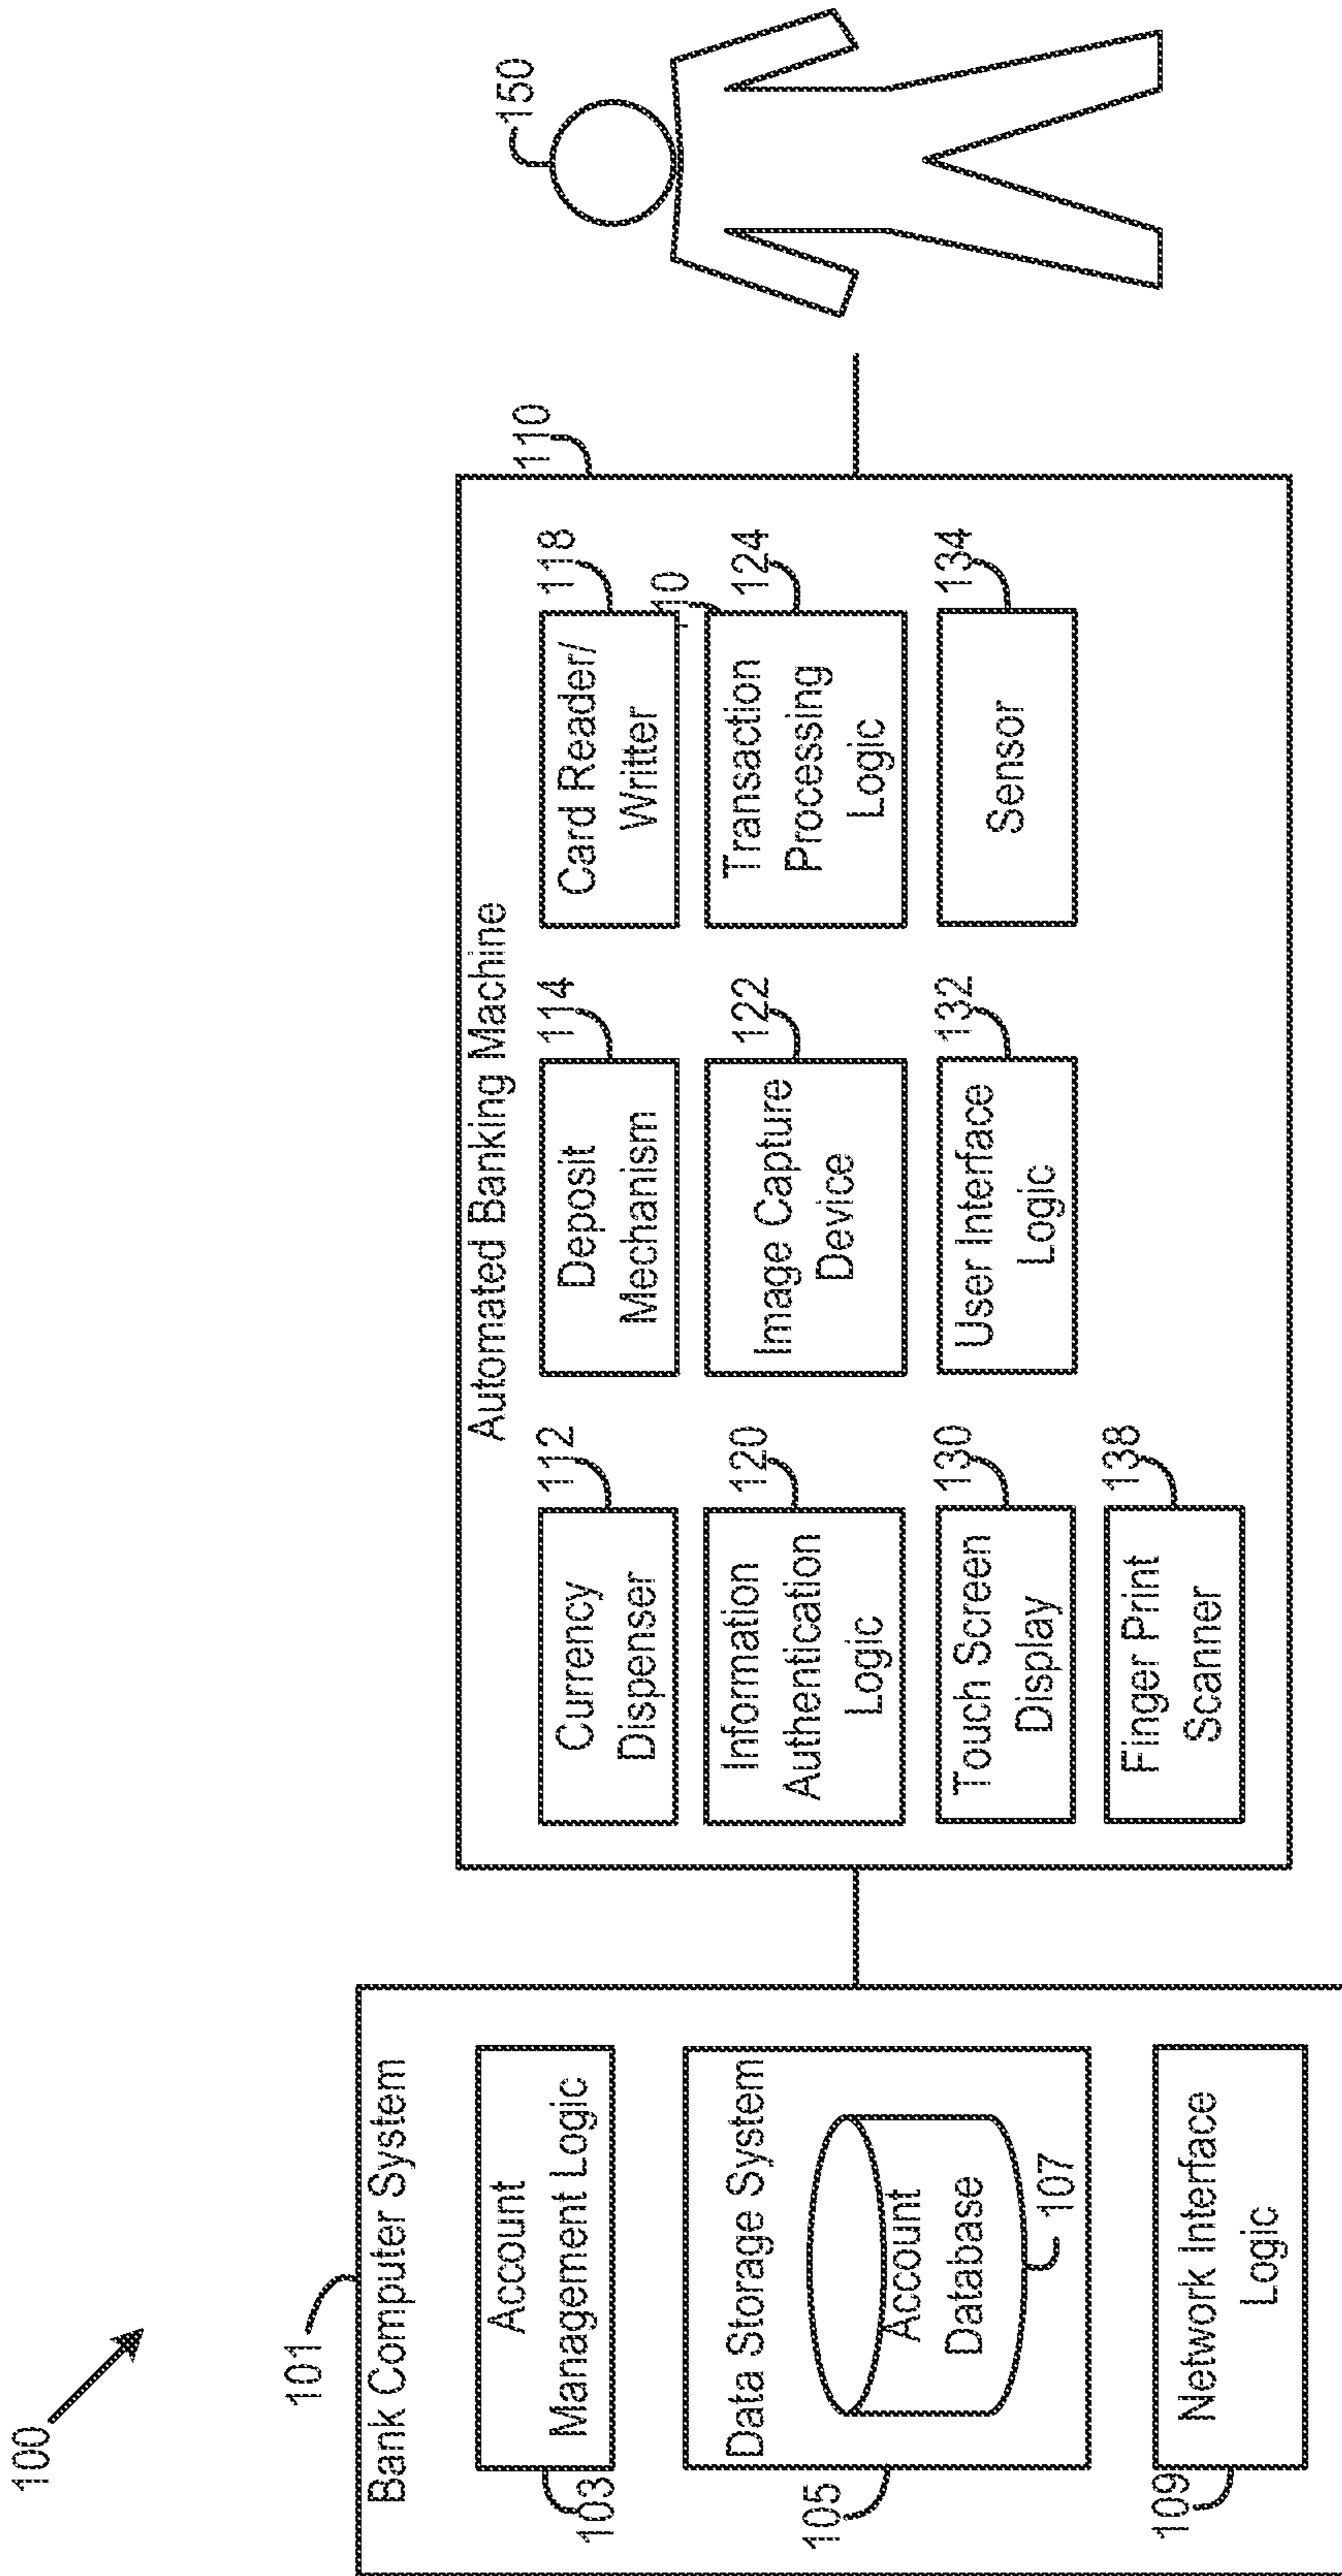 100
101
Bank Computer System
Account
Management Logic
103
Data Storage System
Account
Database
107
105
Network Interface
Logic
109
110
Automated Banking Machine
Currency
Dispenser
112
Deposit
Mechanism
114
Card Reader/
Writter
118
10
Information
Authentication
Logic
120
Image Capture
Device
122
Transaction
Processing
Logic
124
Touch Screen
Display
130
User Interface
Logic
132
Sensor
134
Finger Print
Scanner
138
150